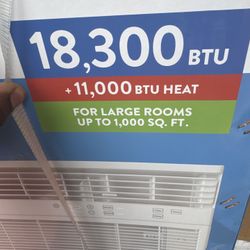 18,300 BTU
+ 11,000 BTU HEAT
FOR LARGE ROOMS
UP TO 1,000 SQ. FT.